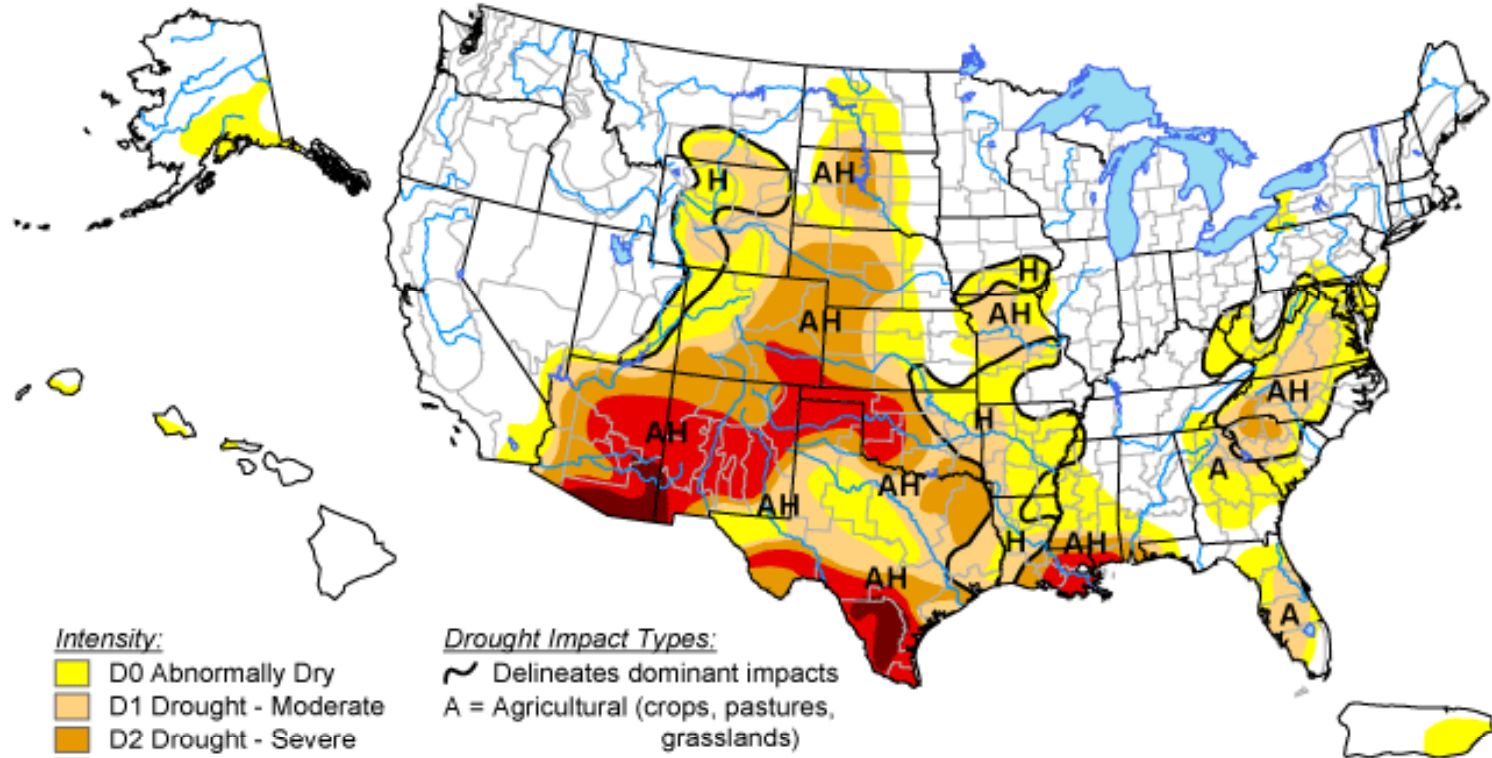 H
AH
H
AH
AH
AH
AH
H
A
AH
AH
AH
H
AH
AH
A
Intensity:
D0 Abnormally Dry
D1 Drought - Moderate
D2 Drought - Severe
Drought Impact Types:
Delineates dominant impacts
A = Agricultural (crops, pastures,
grasslands)